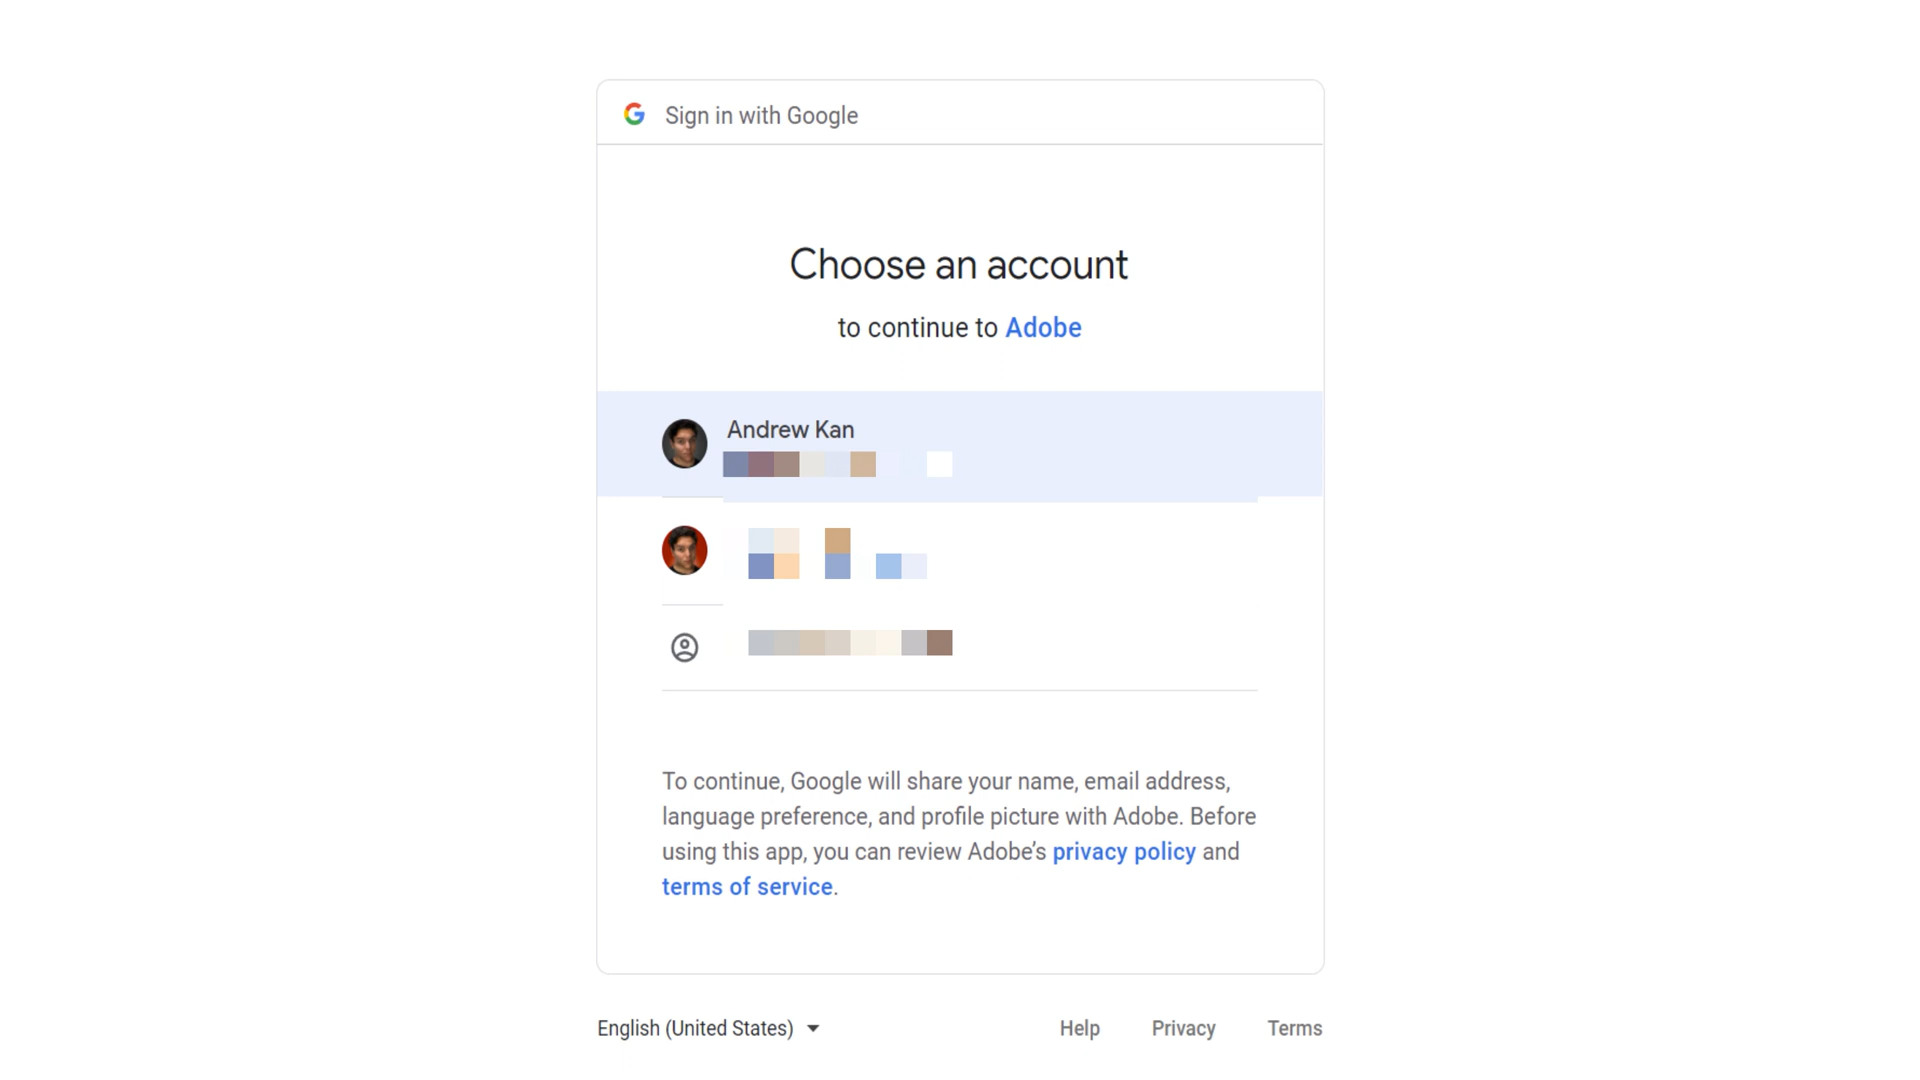 Sign in with Google
Choose an account
to continue to Adobe
Andrew Kan
To continue, Google will share your name, email address,
language preference, and profile picture with Adobe. Before
using this app, you can review Adobe’s privacy policy and
terms of service.
English (United States)
Help Privacy Terms